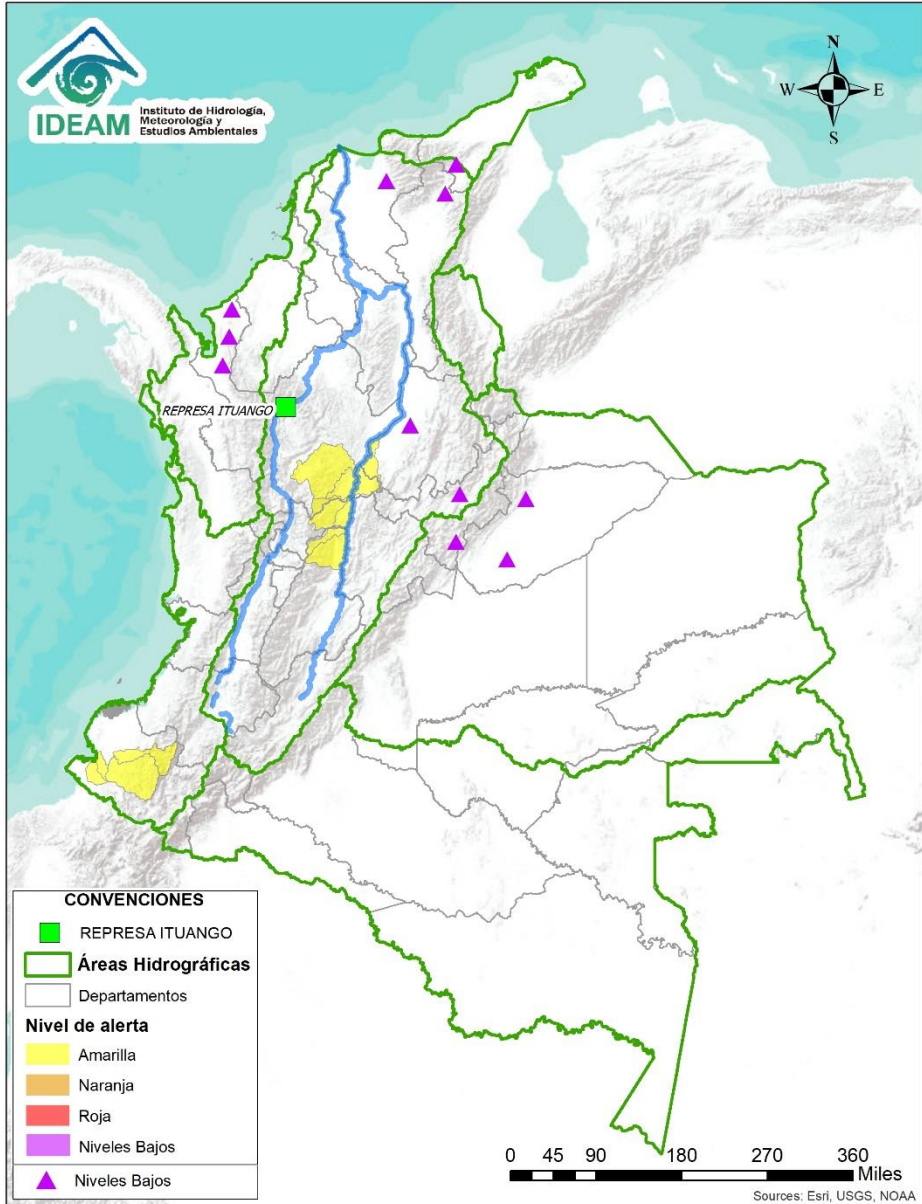 IDEAM
Instituto de Hidrología,
Meteorología y
Estudios Ambientales
N
W
E
S
REPRESA ITUANGO
CONVENCIONES
REPRESA ITUANGO
Áreas Hidrográficas
Departamentos
Nivel de alerta
Amarilla
Naranja
Roja
Niveles Bajos
Niveles Bajos
0 45 90 180 270 360
Miles
Sources: Esri, USGS, NOAA